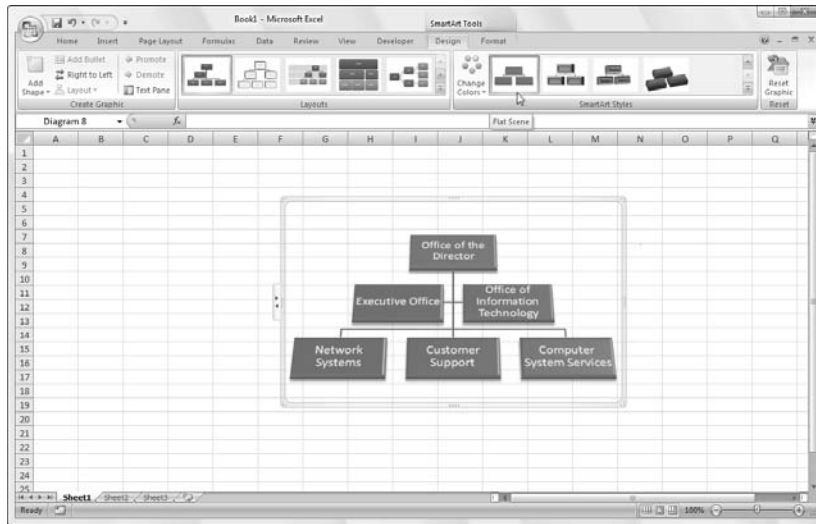 Book1 - Microsoft Excel
SmartArt Tools
Home Insert Page Layout Formulas Data Review View Developer Design Format
Add Bullet Promote
Right to Left Demote
Add Shape Layout Text Pane
Change Colors
Reset Graphic
Create Graphic Layouts SmartArt Styles Reset
Diagram 8 fx Flat Scene
A B C D E F G H I J K L M N O P Q
1
2
3
4
5
6
7
8
9
10
11
12
13
14
15
16
17
18
19
20
21
22
23
24
25
Office of the
Director
Executive Office
Office of
Information
Technology
Network
Systems
Customer
Support
Computer
System Services
Sheet1 Sheet2 Sheet3
Ready 100%